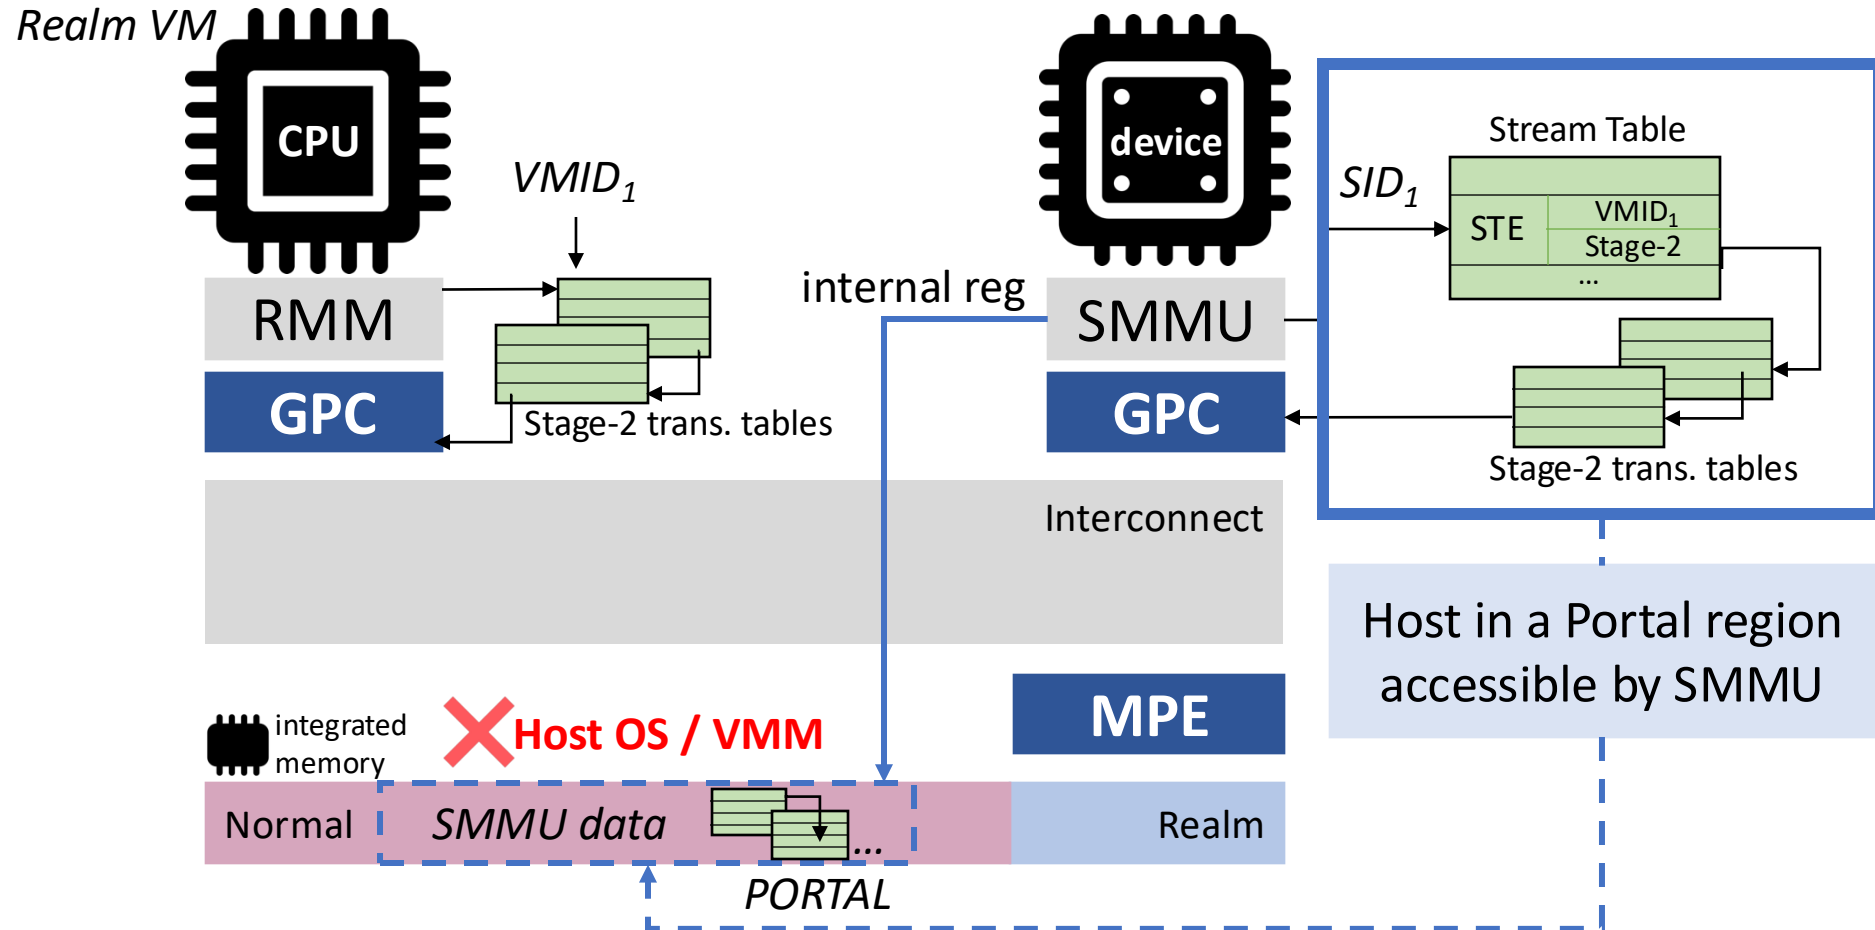 Realm VM
CPU
VMID1
RMM
GPC
Stage-2 trans. tables
device
internal reg
SMMU
GPC
Stream Table
SID1
STE
VMID1
Stage-2
...
Stage-2 trans. tables
Interconnect
Host in a Portal region
accessible by SMMU
MPE
integrated
memory
Host OS / VMM
Normal
SMMU data
...
Realm
PORTAL